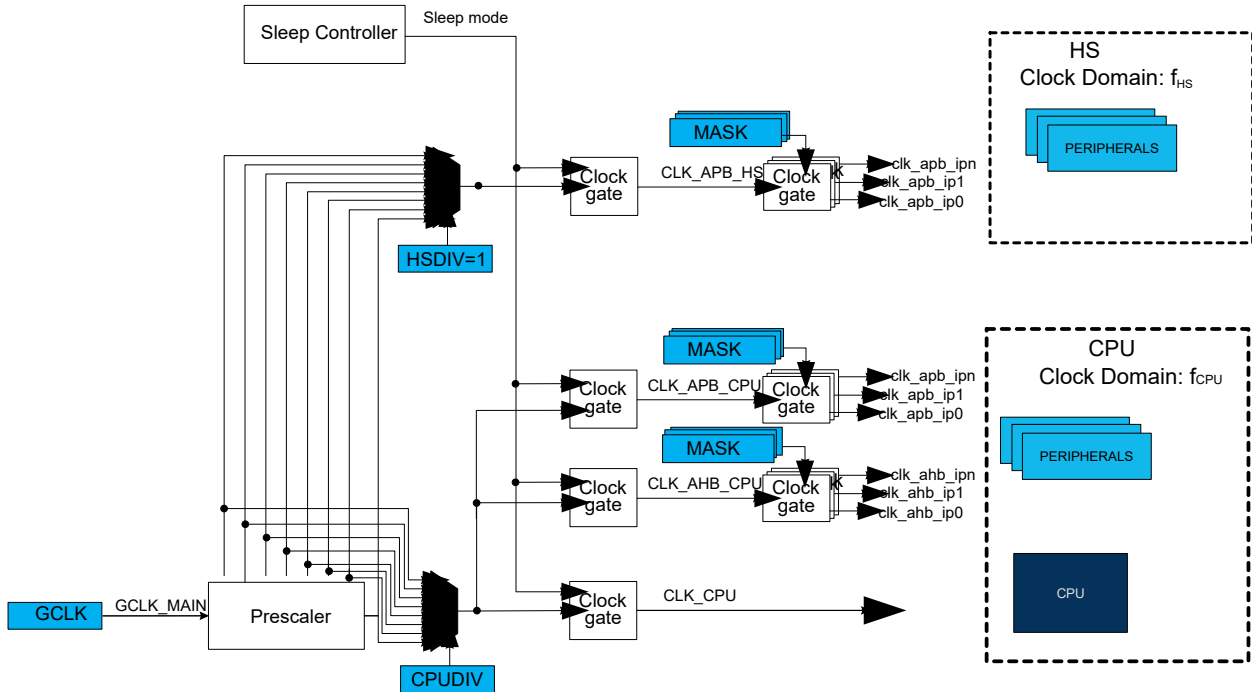 Sleep mode
Sleep Controller
HS
Clock Domain: fHS
MASK
PERIPHERALS
Clock
gate
CLK_APB_HS
Clock
gate
K
clk_apb_ipn
clk_apb_ip1
clk_apb_ip0
HSDIV=1
CPU
Clock Domain: fCPU
MASK
Clock
gate
CLK_APB_CPU
Clock
gate
clk_apb_ipn
clk_apb_ip1
clk_apb_ip0
PERIPHERALS
MASK
Clock
gate
CLK_AHB_CPU
Clock
gate
K
clk_ahb_ipn
clk_ahb_ip1
clk_ahb_ip0
GCLK
GCLK_MAIN
Prescaler
Clock
gate
CLK_CPU
CPU
CPUDIV